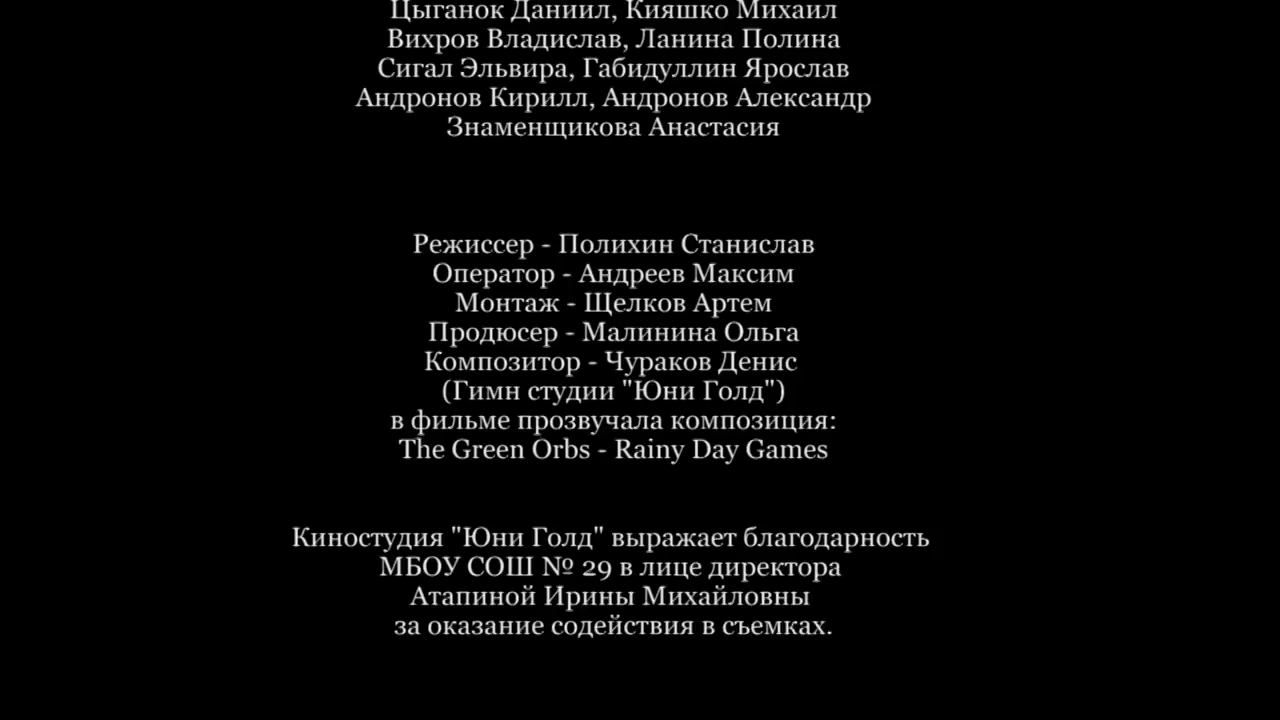 Цыганок Даниил, Кияшко Михаил
Вихров Владислав, Ланина Полина
Сигал Эльвира, Габидуллин Ярослав
Андронов Кирилл, Андронов Александр
Знаменщикова Анастасия
Режиссер - Полихин Станислав
Оператор - Андреев Максим
Монтаж - Щелков Артем
Продюсер - Малинина Ольга
Композитор - Чураков Денис
(Гимн студии "Юни Голд")
в фильме прозвучала композиция:
The Green Orbs - Rainy Day Games
Киностудия "Юни Голд" выражает благодарность
МБОУ СОШ № 29 в лице директора
Атапиной Ирины Михайловны
за оказание содействия в съемках.